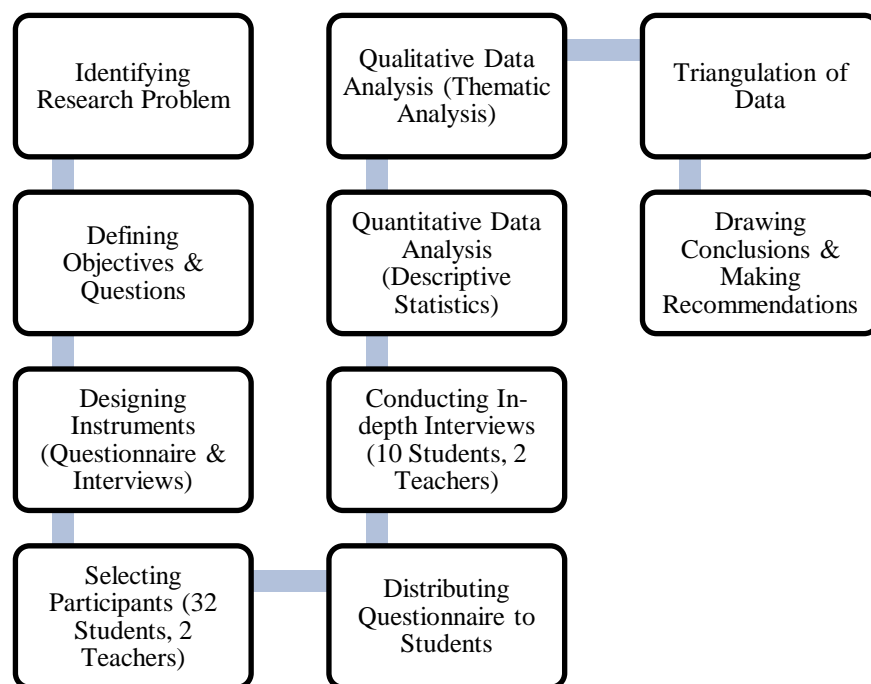 Identifying
Research Problem
Defining
Objectives &
Questions
Designing
Instruments
(Questionnaire &
Interviews)
Selecting
Participants (32
Students, 2
Teachers)
Distributing
Questionnaire to
Students
Conducting In-
depth Interviews
(10 Students, 2
Teachers)
Quantitative Data
Analysis
(Descriptive
Statistics)
Qualitative Data
Analysis (Thematic
Analysis)
Triangulation of
Data
Drawing
Conclusions &
Making
Recommendations